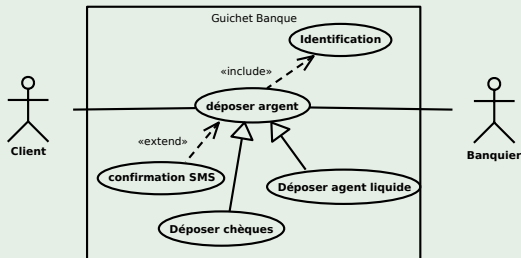 Guichet Banque
Identification
«include»
déposer argent
«extend»
Client
Banquier
confirmation SMS
Déposer agent liquide
Déposer chèques